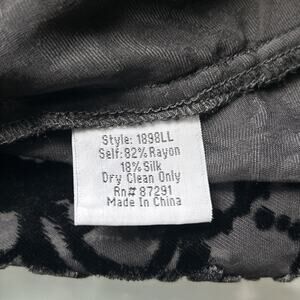 Style: 1898LL
Self: 82% Rayon
18% Silk
Dry Clean Only
Rn# 87291
Made In China